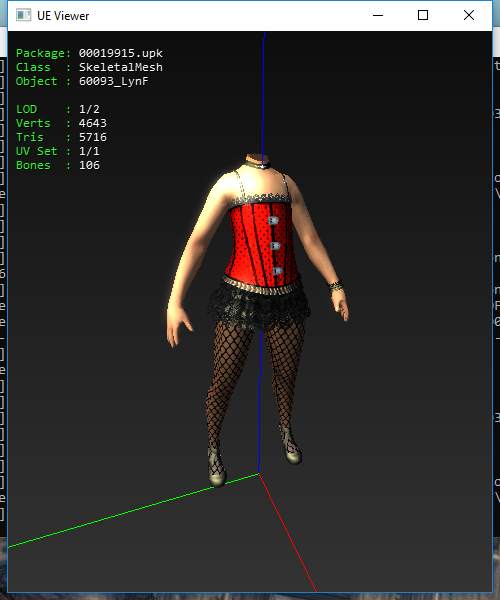 UE Viewer
Package: 00019915.upk
Class : SkeletalMesh
Object : 60093_LynF
LOD : 1/2
Verts : 4643
Tris : 5716
UV Set : 1/1
Bones : 106